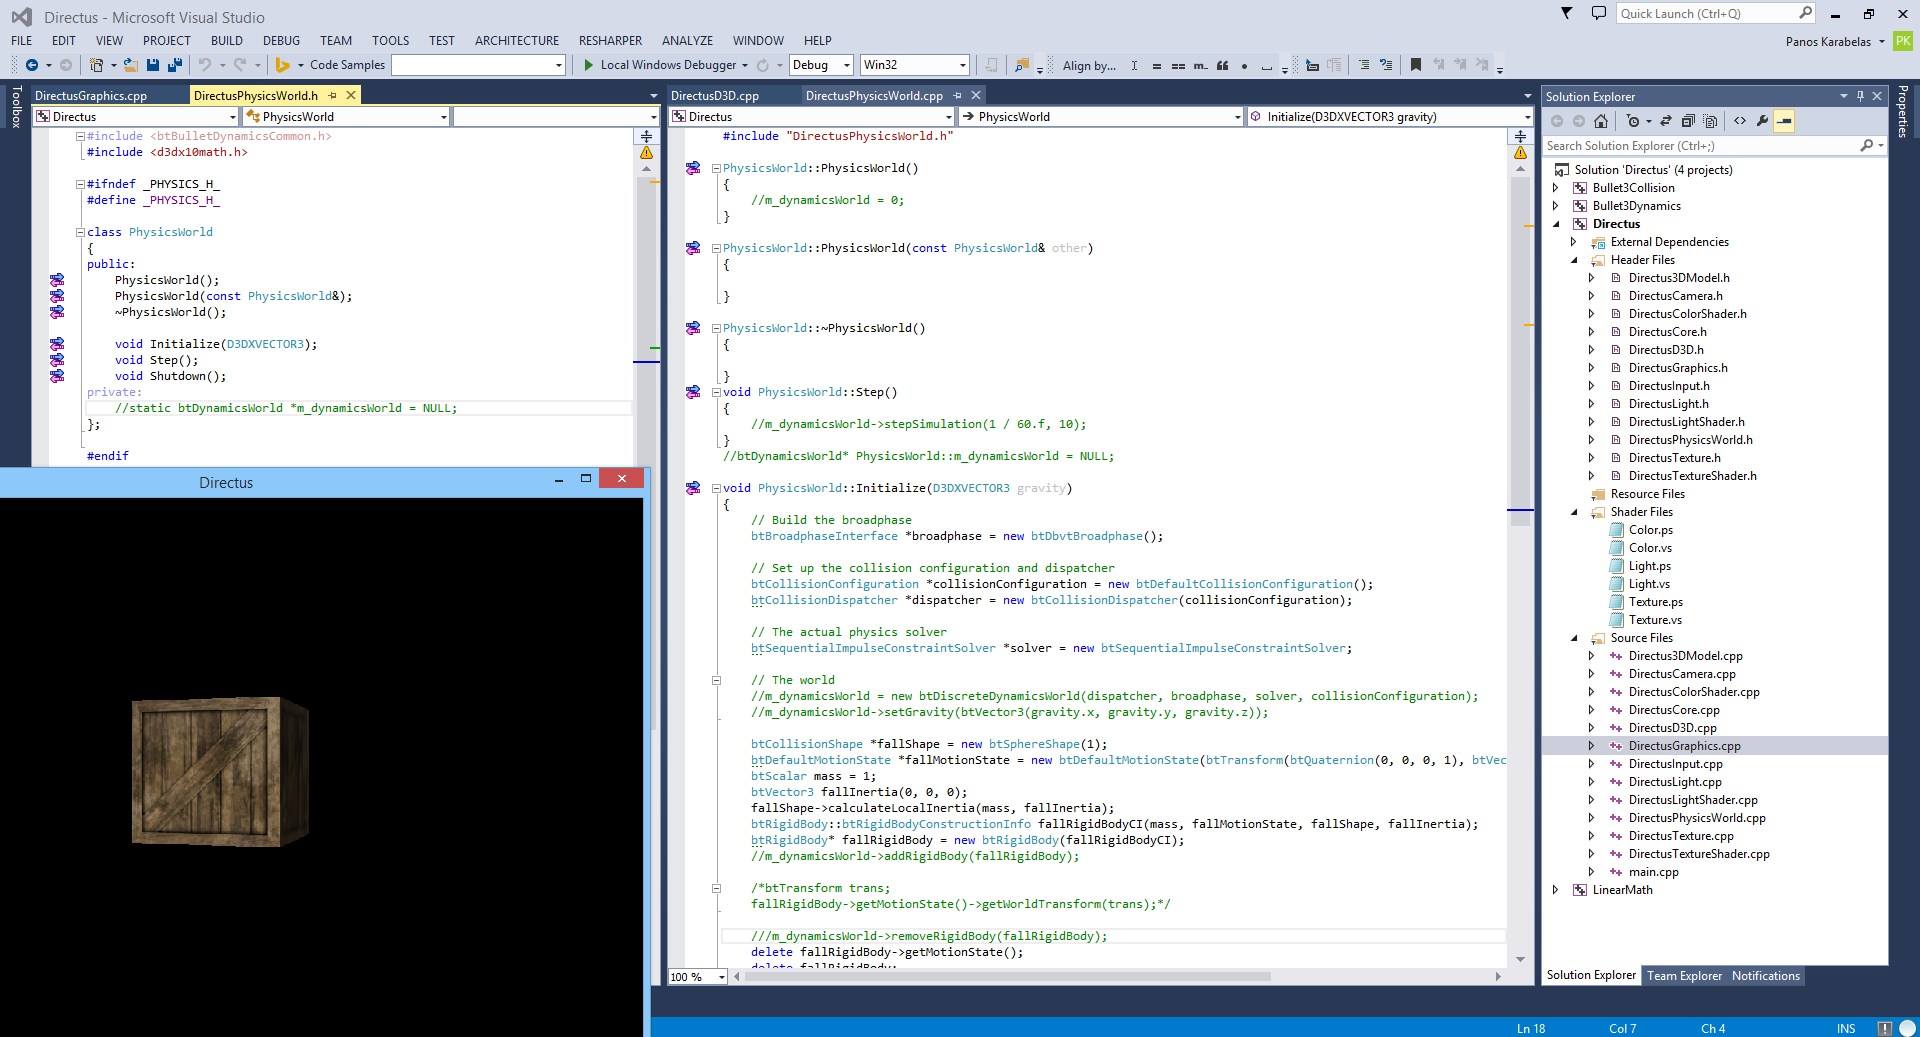 Directus - Microsoft Visual Studio
Quick Launch (Ctrl+Q)
FILE EDIT VIEW PROJECT BUILD DEBUG TEAM TOOLS TEST ARCHITECTURE RESHARPER ANALYZE WINDOW HELP
Panos Karabelas PK
Code Samples Local Windows Debugger Debug Win32 Align by...
Toolbox
DirectusGraphics.cpp DirectusPhysicsWorld.h
Directus PhysicsWorld
#include <btBulletDynamicsCommon.h>
#include <d3dx10math.h>
#ifndef _PHYSICS_H_
#define _PHYSICS_H_
class PhysicsWorld
{
public:
PhysicsWorld();
PhysicsWorld(const PhysicsWorld&);
~PhysicsWorld();
void Initialize(D3DXVECTOR3);
void Step();
void Shutdown();
private:
//static btDynamicsWorld *m_dynamicsWorld = NULL;
};
#endif
Directus
DirectusD3D.cpp DirectusPhysicsWorld.cpp
Directus PhysicsWorld Initialize(D3DXVECTOR3 gravity)
#include "DirectusPhysicsWorld.h"
PhysicsWorld::PhysicsWorld()
{
//m_dynamicsWorld = 0;
}
PhysicsWorld::PhysicsWorld(const PhysicsWorld& other)
{
}
PhysicsWorld::~PhysicsWorld()
{
}
void PhysicsWorld::Step()
{
//m_dynamicsWorld->stepSimulation(1 / 60.f, 10);
}
//btDynamicsWorld* PhysicsWorld::m_dynamicsWorld = NULL;
void PhysicsWorld::Initialize(D3DXVECTOR3 gravity)
{
// Build the broadphase
btBroadphaseInterface *broadphase = new btDbvtBroadphase();
// Set up the collision configuration and dispatcher
btCollisionConfiguration *collisionConfiguration = new btDefaultCollisionConfiguration();
btCollisionDispatcher *dispatcher = new btCollisionDispatcher(collisionConfiguration);
// The actual physics solver
btSequentialImpulseConstraintSolver *solver = new btSequentialImpulseConstraintSolver;
// The world
//m_dynamicsWorld = new btDiscreteDynamicsWorld(dispatcher, broadphase, solver, collisionConfiguration);
//m_dynamicsWorld->setGravity(btVector3(gravity.x, gravity.y, gravity.z));
btCollisionShape *fallShape = new btSphereShape(1);
btDefaultMotionState *fallMotionState = new btDefaultMotionState(btTransform(btQuaternion(0, 0, 0, 1), btVec
btScalar mass = 1;
btVector3 fallInertia(0, 0, 0);
fallShape->calculateLocalInertia(mass, fallInertia);
btRigidBody::btRigidBodyConstructionInfo fallRigidBodyCI(mass, fallMotionState, fallShape, fallInertia);
btRigidBody* fallRigidBody = new btRigidBody(fallRigidBodyCI);
//m_dynamicsWorld->addRigidBody(fallRigidBody);
/*btTransform trans;
fallRigidBody->getMotionState()->getWorldTransform(trans);*/
///m_dynamicsWorld->removeRigidBody(fallRigidBody);
delete fallRigidBody->getMotionState();
delete fallRigidBody;
100 %
Solution Explorer
Search Solution Explorer (Ctrl+;)
Solution 'Directus' (4 projects)
Bullet3Collision
Bullet3Dynamics
Directus
External Dependencies
Header Files
Directus3DModel.h
DirectusCamera.h
DirectusColorShader.h
DirectusCore.h
DirectusD3D.h
DirectusGraphics.h
DirectusInput.h
DirectusLight.h
DirectusLightShader.h
DirectusPhysicsWorld.h
DirectusTexture.h
DirectusTextureShader.h
Resource Files
Shader Files
Color.ps
Color.vs
Light.ps
Light.vs
Texture.ps
Texture.vs
Source Files
Directus3DModel.cpp
DirectusCamera.cpp
DirectusColorShader.cpp
DirectusCore.cpp
DirectusD3D.cpp
DirectusGraphics.cpp
DirectusInput.cpp
DirectusLight.cpp
DirectusLightShader.cpp
DirectusPhysicsWorld.cpp
DirectusTexture.cpp
DirectusTextureShader.cpp
main.cpp
LinearMath
Solution Explorer Team Explorer Notifications
Properties
Ln 18 Col 7 Ch 4 INS